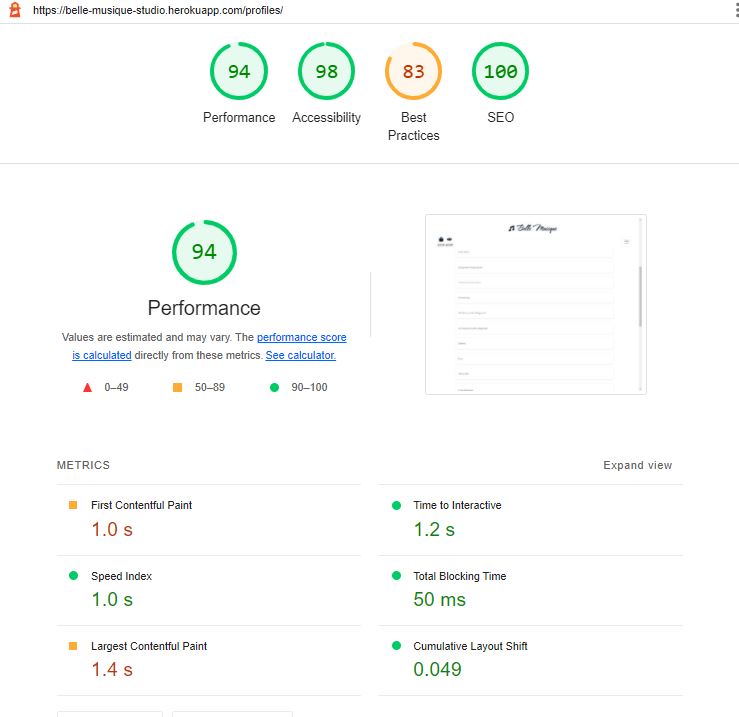 https://belle-musique-studio.herokuapp.com/profiles/
94
98
83
100
Performance
Accessibility
Best
Practices
SEO
94
Performance
Values are estimated and may vary. The performance score
is calculated directly from these metrics. See calculator.
0–49
50–89
90–100
Belle Musique
METRICS
Expand view
First Contentful Paint
1.0 s
Time to Interactive
1.2 s
Speed Index
1.0 s
Total Blocking Time
50 ms
Largest Contentful Paint
1.4 s
Cumulative Layout Shift
0.049